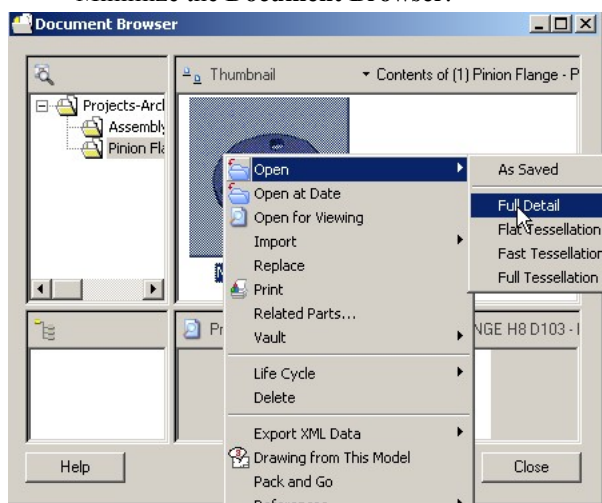 Minimize the Document Browser.
Document Browser
Thumbnail
Contents of (1) Pinion Flange - P
Projects-Arcl
Assembly
Pinion Fla
Open
Open at Date
Open for Viewing
Import
Replace
Print
Related Parts...
Vault
Life Cycle
Delete
Export XML Data
Drawing from This Model
Pack and Go
As Saved
Full Detail
Flat Tessellation
Fast Tessellation
Full Tessellation
Pr
NGE H8 D103 - I
Help
Close